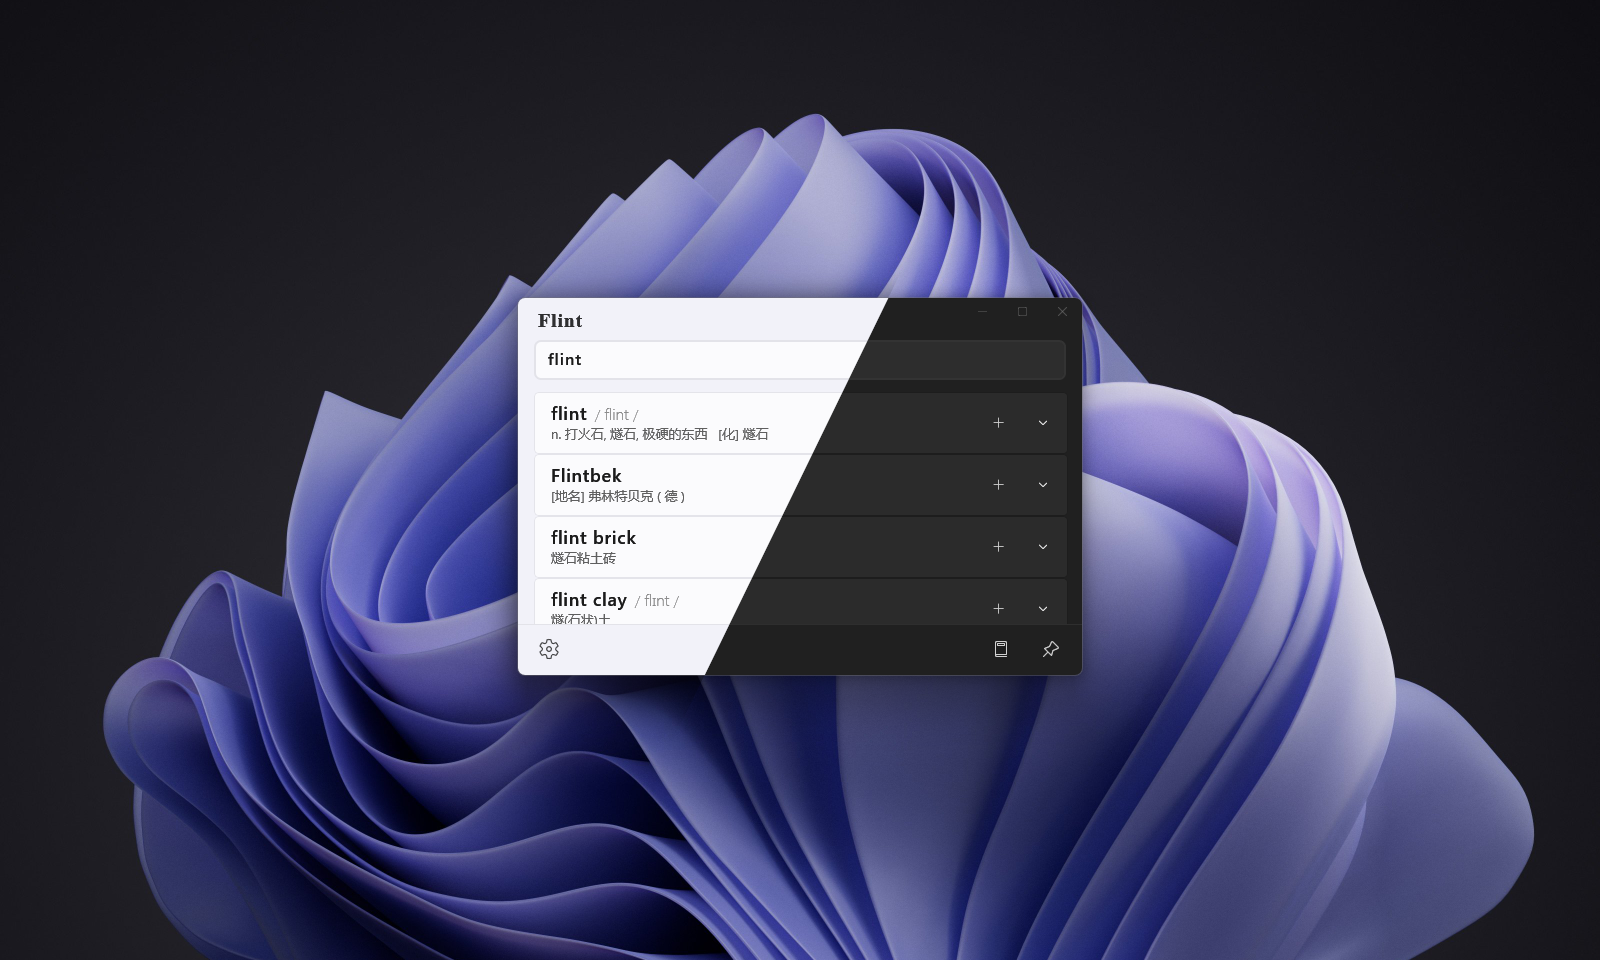 Flint
flint
flint / flint /
n. 打火石, 燧石, 极硬的东西 [化] 燧石
Flintbek
[地名] 弗林特贝克 ( 德 )
flint brick
燧石粘土砖
flint clay / flɪnt /
燧(石状)土